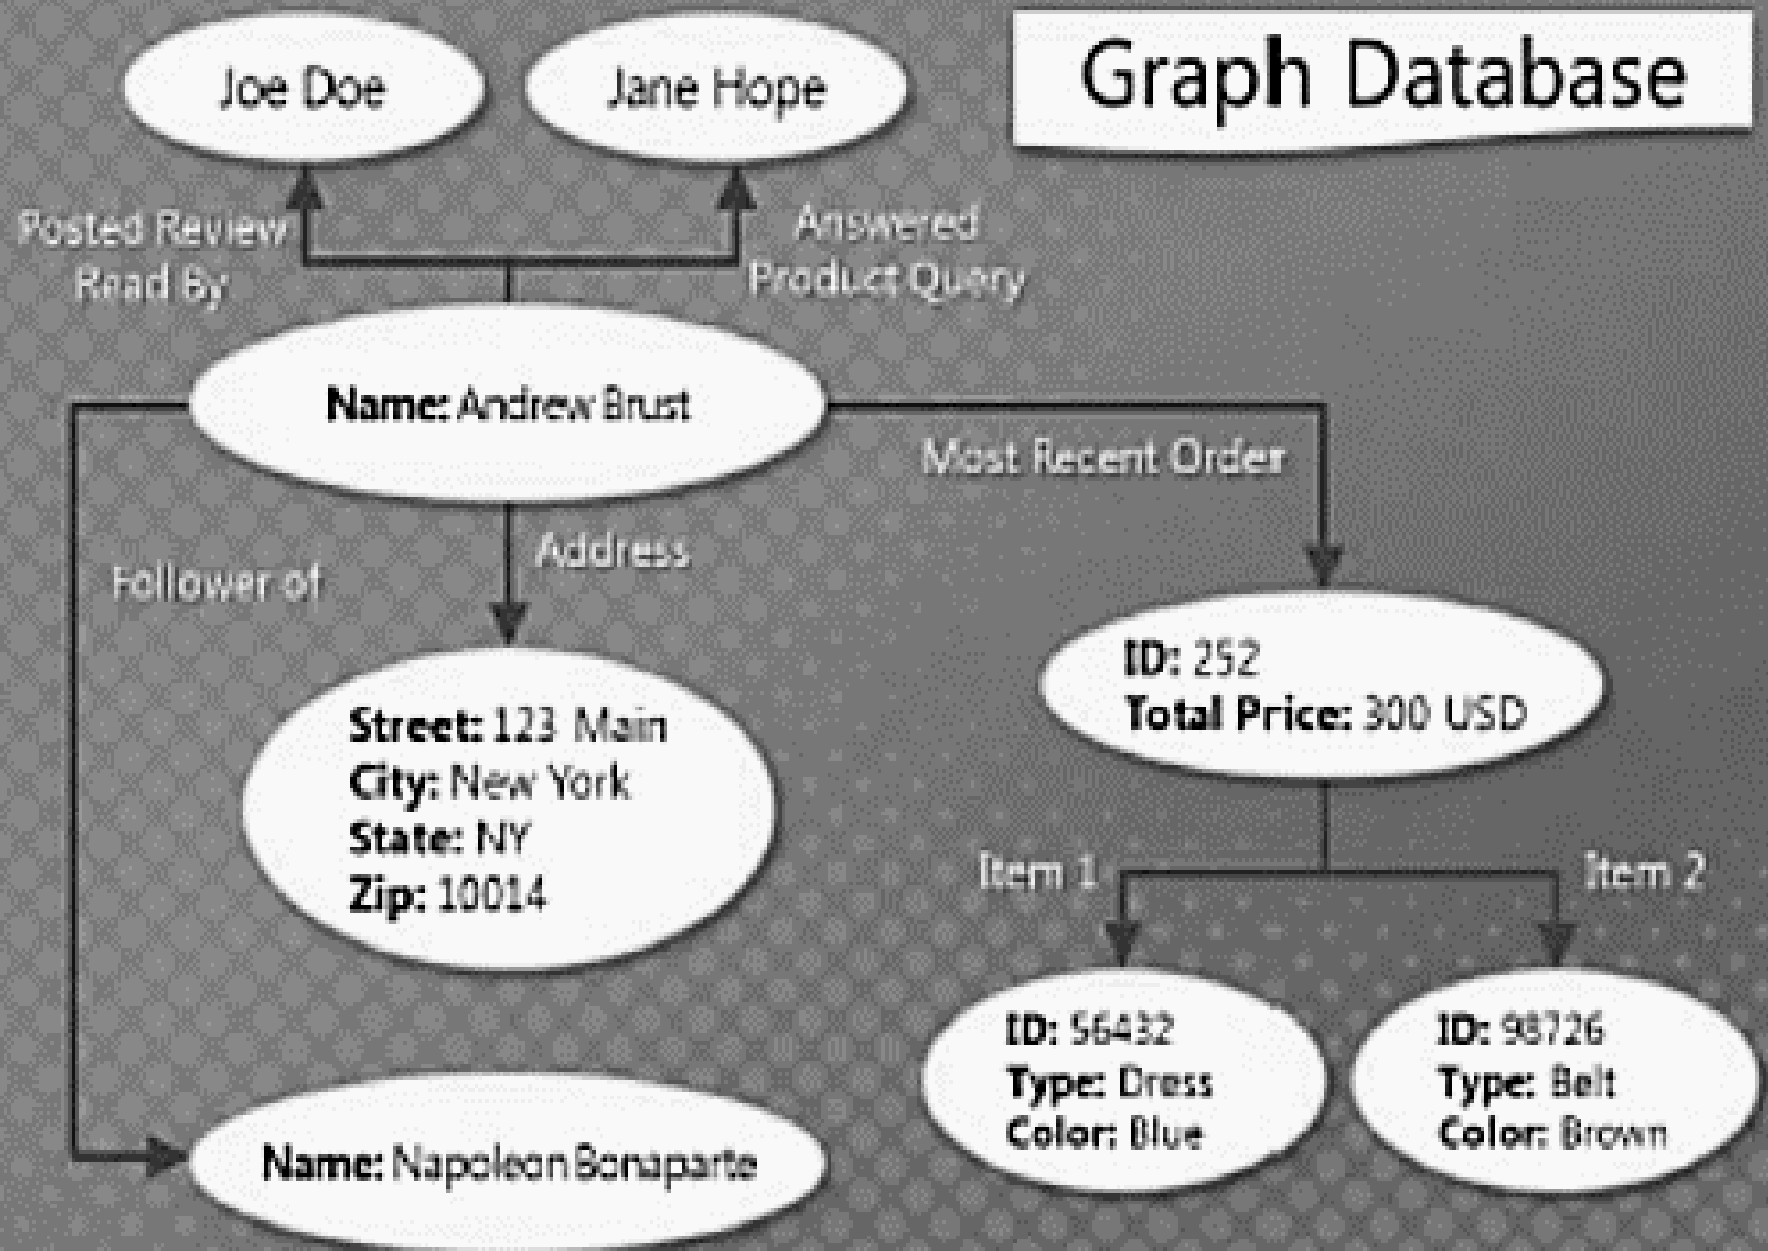 Graph Database
Joe Doe
Jane Hope
Posted Review
Read By
Answered
Product Query
Name: Andrew Brust
Most Recent Order
Address
Follower of
Street: 123 Main
City: New York
State: NY
Zip: 10014
ID: 252
Total Price: 300 USD
Item 1
Item 2
ID: 56432
Type: Dress
Color: Blue
ID: 98726
Type: Belt
Color: Brown
Name: Napoleon Bonaparte